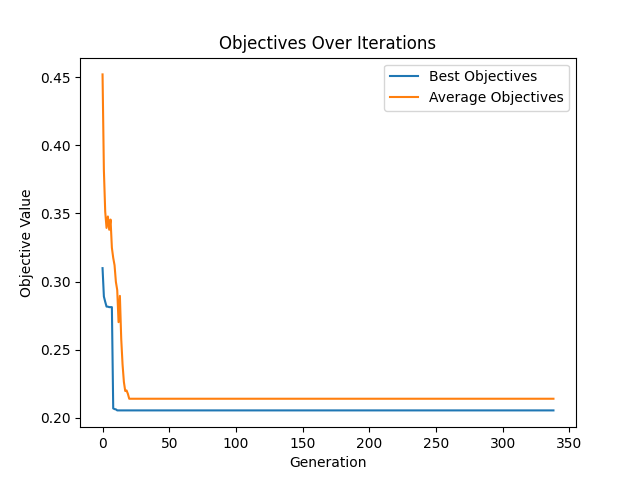 Objectives Over Iterations
Best Objectives
Average Objectives
Objective Value
0.45
0.40
0.35
0.30
0.25
0.20
0 50 100 150 200 250 300 350
Generation